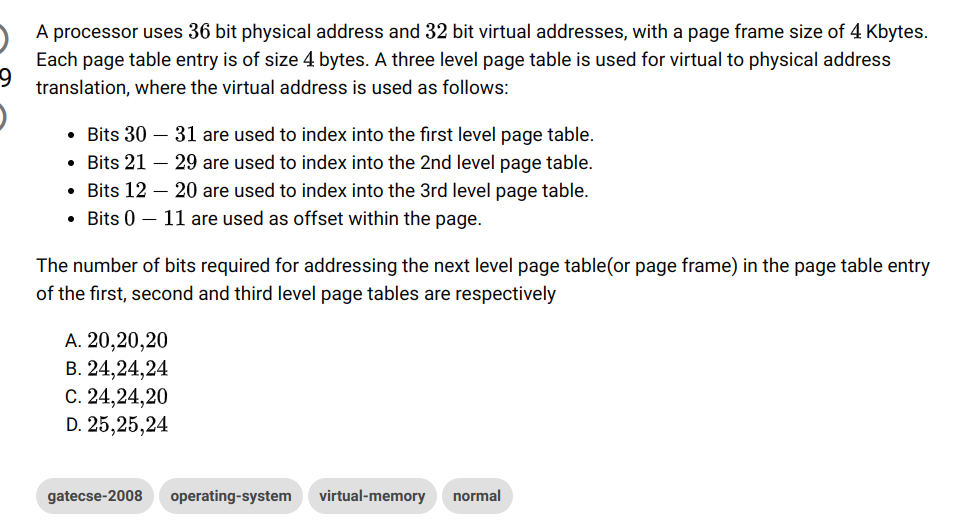 A processor uses 36 bit physical address and 32 bit virtual addresses, with a page frame size of 4 Kbytes.
Each page table entry is of size 4 bytes. A three level page table is used for virtual to physical address
9
translation, where the virtual address is used as follows:
• Bits 30 − 31 are used to index into the first level page table.
• Bits 21 − 29 are used to index into the 2nd level page table.
• Bits 12 − 20 are used to index into the 3rd level page table.
• Bits 0 − 11 are used as offset within the page.
The number of bits required for addressing the next level page table(or page frame) in the page table entry
of the first, second and third level page tables are respectively
A. 20,20,20
B. 24,24,24
C. 24,24,20
D. 25,25,24
gatecse-2008 operating-system virtual-memory normal